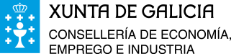 XUNTA DE GALICIA
CONSELLERÍA DE ECONOMÍA,
EMPREGO E INDUSTRIA